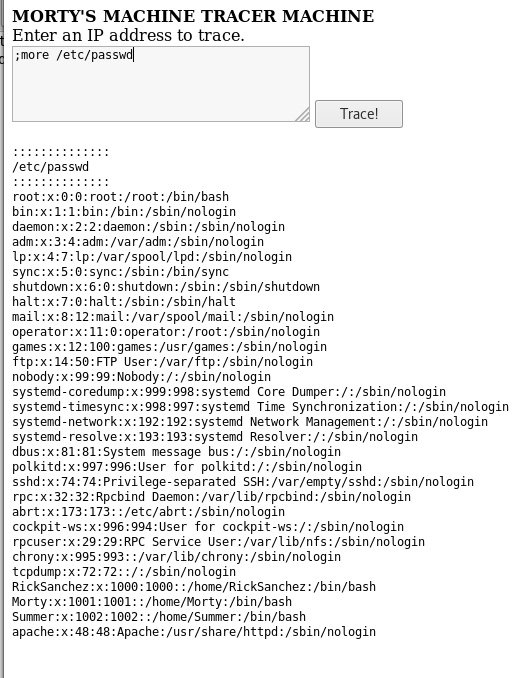 MORTY'S MACHINE TRACER MACHINE
Enter an IP address to trace.
;more /etc/passwd
Trace!
::::::::::::::
/etc/passwd
::::::::::::::
root:x:0:0:root:/root:/bin/bash
bin:x:1:1:bin:/bin:/sbin/nologin
daemon:x:2:2:daemon:/sbin:/sbin/nologin
adm:x:3:4:adm:/var/adm:/sbin/nologin
lp:x:4:7:lp:/var/spool/lpd:/sbin/nologin
sync:x:5:0:sync:/sbin:/bin/sync
shutdown:x:6:0:shutdown:/sbin:/sbin/shutdown
halt:x:7:0:halt:/sbin:/sbin/halt
mail:x:8:12:mail:/var/spool/mail:/sbin/nologin
operator:x:11:0:operator:/root:/sbin/nologin
games:x:12:100:games:/usr/games:/sbin/nologin
ftp:x:14:50:FTP User:/var/ftp:/sbin/nologin
nobody:x:99:99:Nobody:/:/sbin/nologin
systemd-coredump:x:999:998:systemd Core Dumper:/:/sbin/nologin
systemd-timesync:x:998:997:systemd Time Synchronization:/:/sbin/nologin
systemd-network:x:192:192:systemd Network Management:/:/sbin/nologin
systemd-resolve:x:193:193:systemd Resolver:/:/sbin/nologin
dbus:x:81:81:System message bus:/:/sbin/nologin
polkitd:x:997:996:User for polkitd:/:/sbin/nologin
sshd:x:74:74:Privilege-separated SSH:/var/empty/sshd:/sbin/nologin
rpc:x:32:32:Rpcbind Daemon:/var/lib/rpcbind:/sbin/nologin
abrt:x:173:173::/etc/abrt:/sbin/nologin
cockpit-ws:x:996:994:User for cockpit-ws:/:/sbin/nologin
rpcuser:x:29:29:RPC Service User:/var/lib/nfs:/sbin/nologin
chrony:x:995:993::/var/lib/chrony:/sbin/nologin
tcpdump:x:72:72::/:/sbin/nologin
RickSanchez:x:1000:1000::/home/RickSanchez:/bin/bash
Morty:x:1001:1001::/home/Morty:/bin/bash
Summer:x:1002:1002::/home/Summer:/bin/bash
apache:x:48:48:Apache:/usr/share/httpd:/sbin/nologin